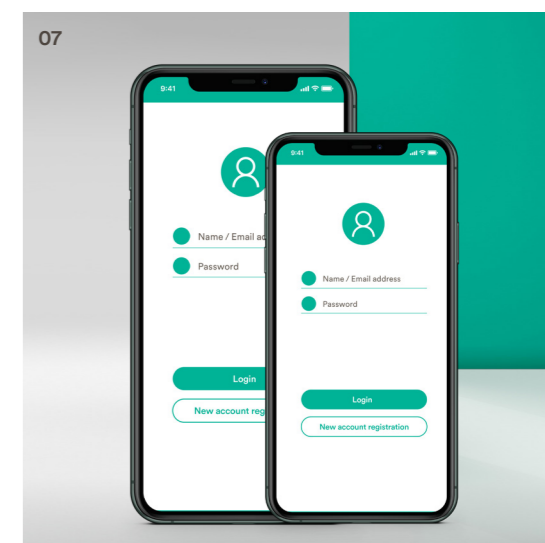 07
9:41
Name / Email ad
Password
Login
New account reg
9:41
Name / Email address
Password
Login
New account registration